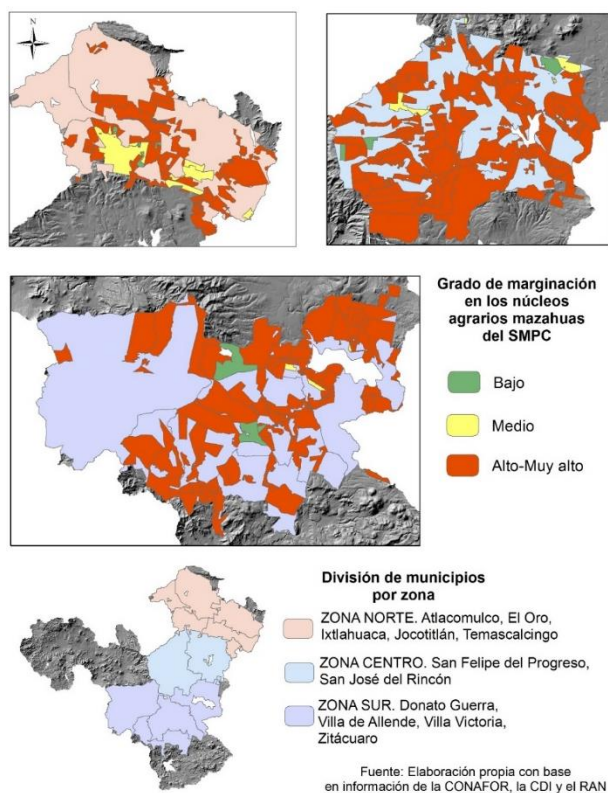 N
Grado de marginación
en los núcleos
agrarios mazahuas
del SMPC
Bajo
Medio
Alto-Muy alto
División de municipios
por zona
ZONA NORTE. Atlacomulco, El Oro,
Ixtlahuaca, Jocotitlán, Temascalcingo
ZONA CENTRO. San Felipe del Progreso,
San José del Rincón
ZONA SUR. Donato Guerra,
Villa de Allende, Villa Victoria,
Zitácuaro
Fuente: Elaboración propia con base
en información de la CONAFOR, la CDI y el RAN